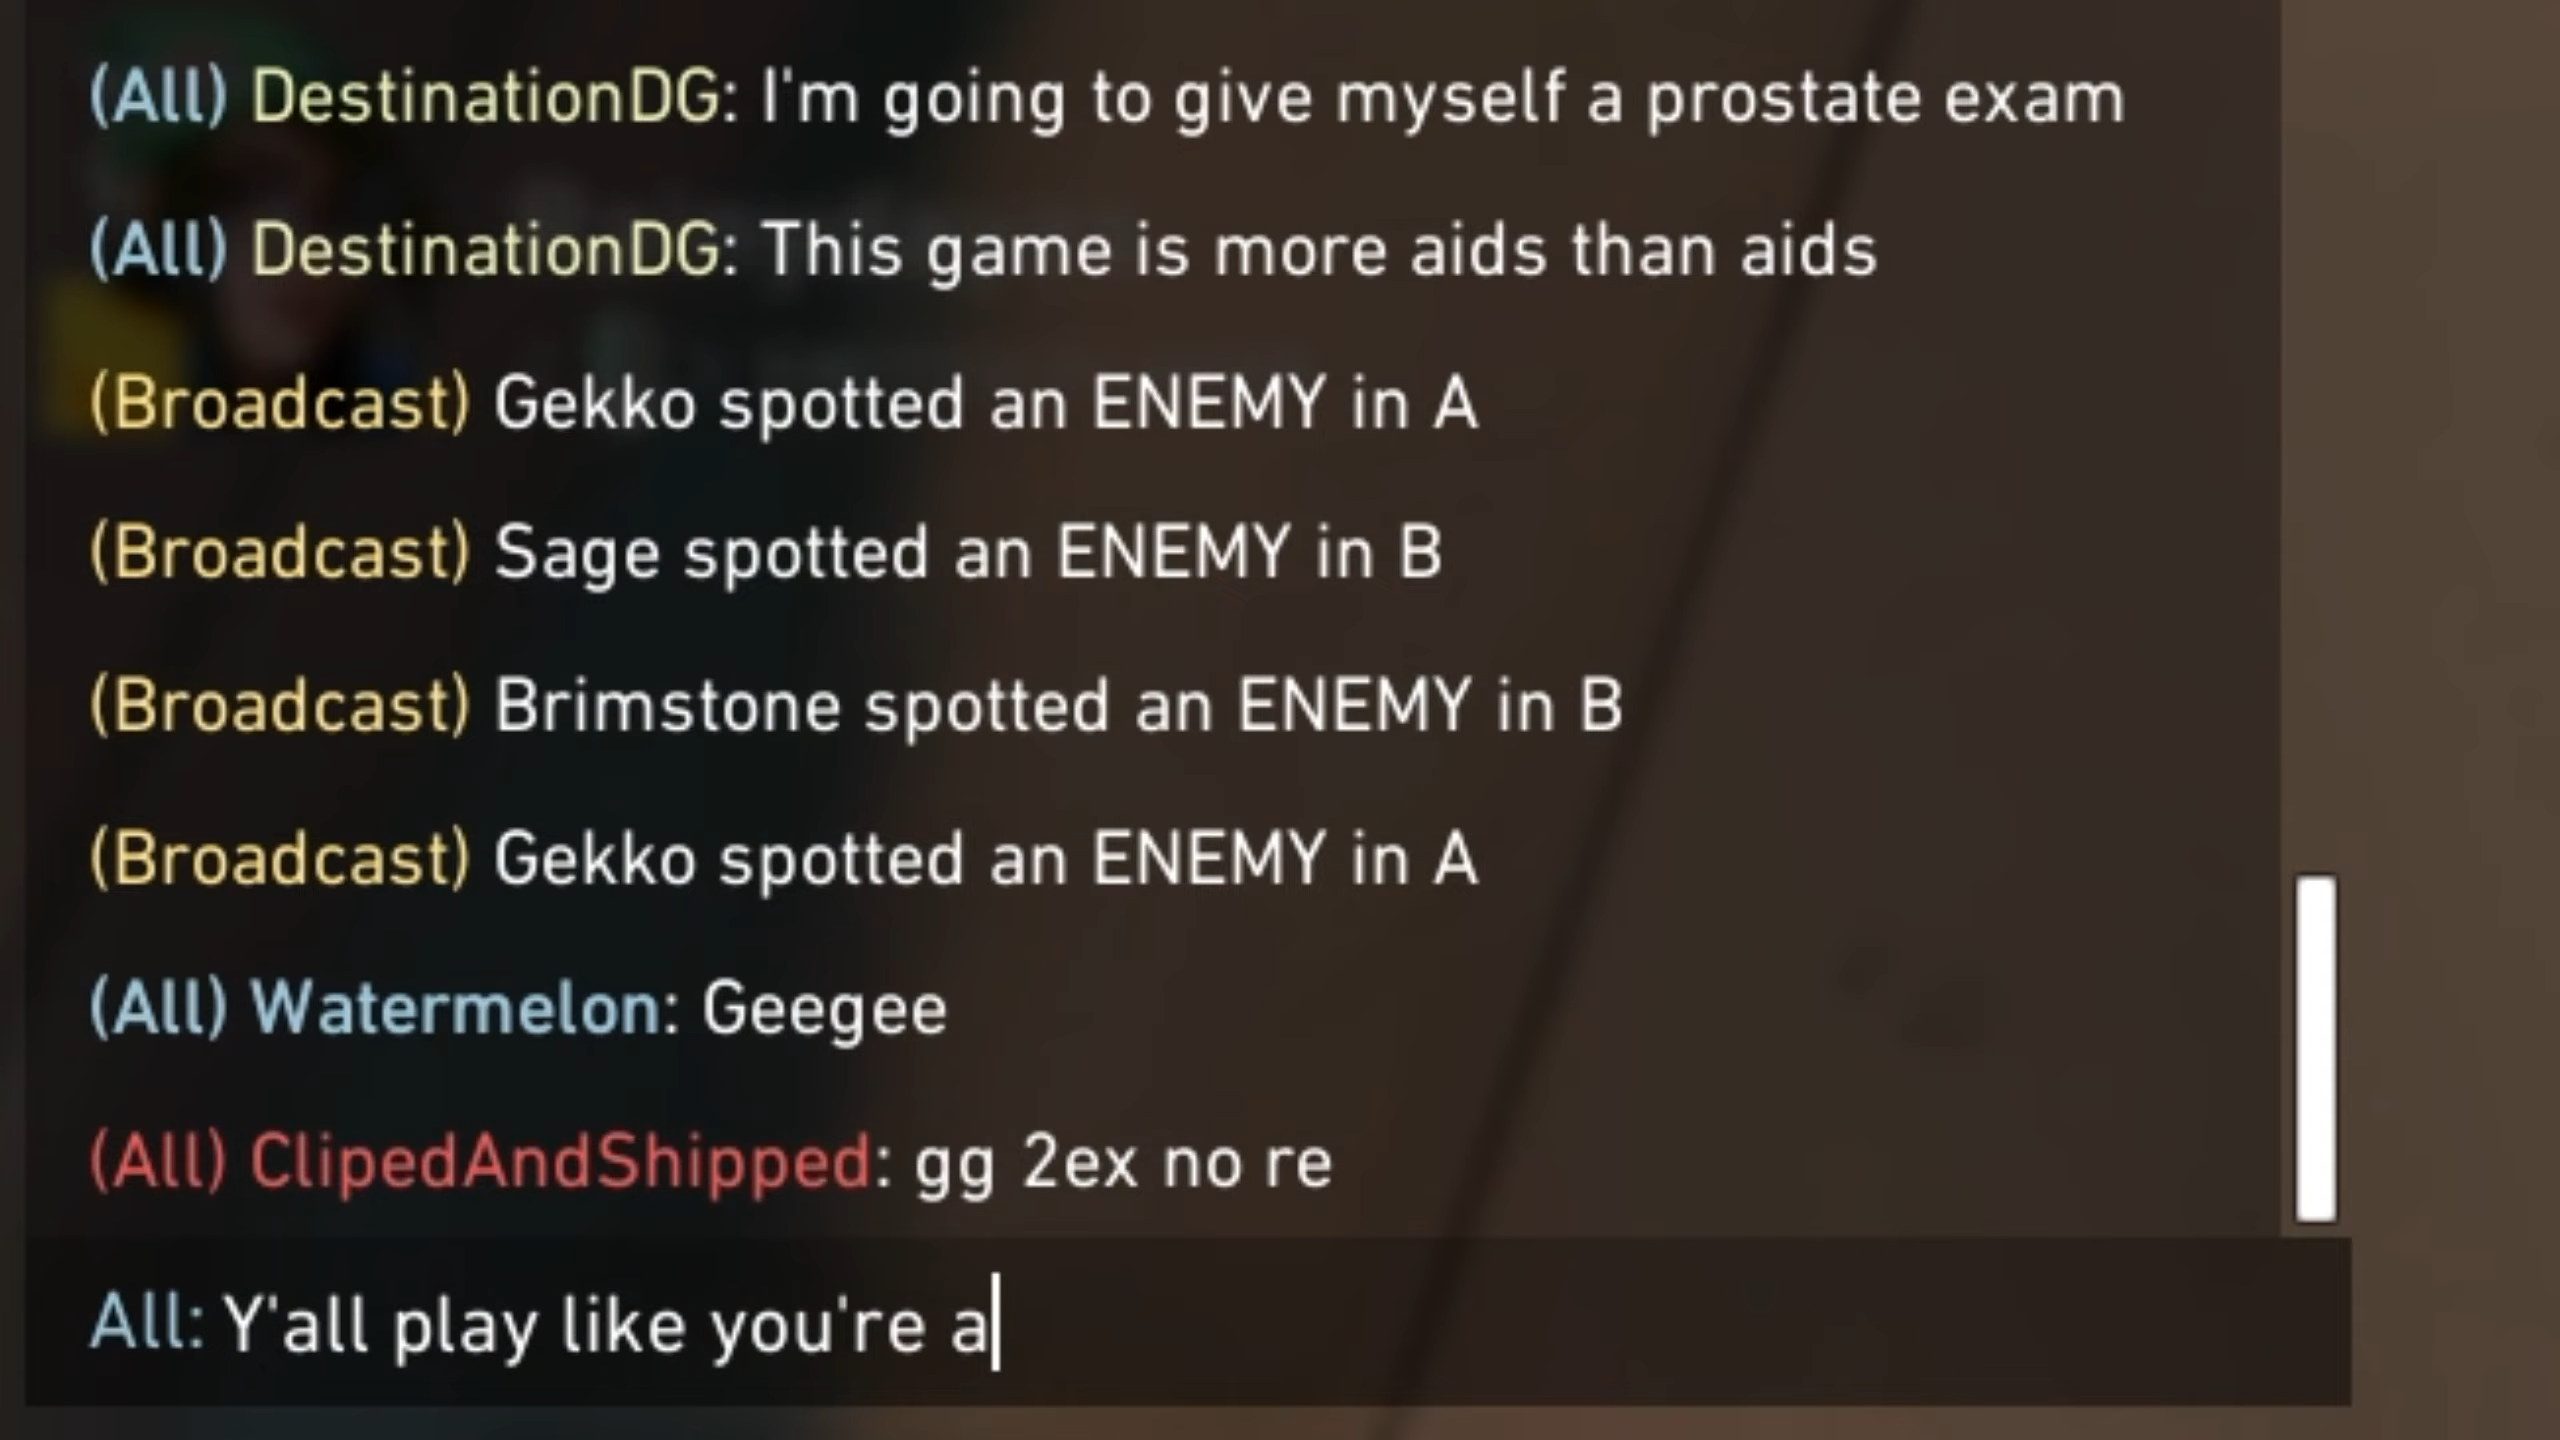 (All) DestinationDG: I'm going to give myself a prostate exam
(All) DestinationDG: This game is more aids than aids
(Broadcast) Gekko spotted an ENEMY in A
(Broadcast) Sage spotted an ENEMY in B
(Broadcast) Brimstone spotted an ENEMY in B
(Broadcast) Gekko spotted an ENEMY in A
(All) Watermelon: Geegee
(All) ClipedAndShipped: gg 2ex no re
All: Y'all play like you're a